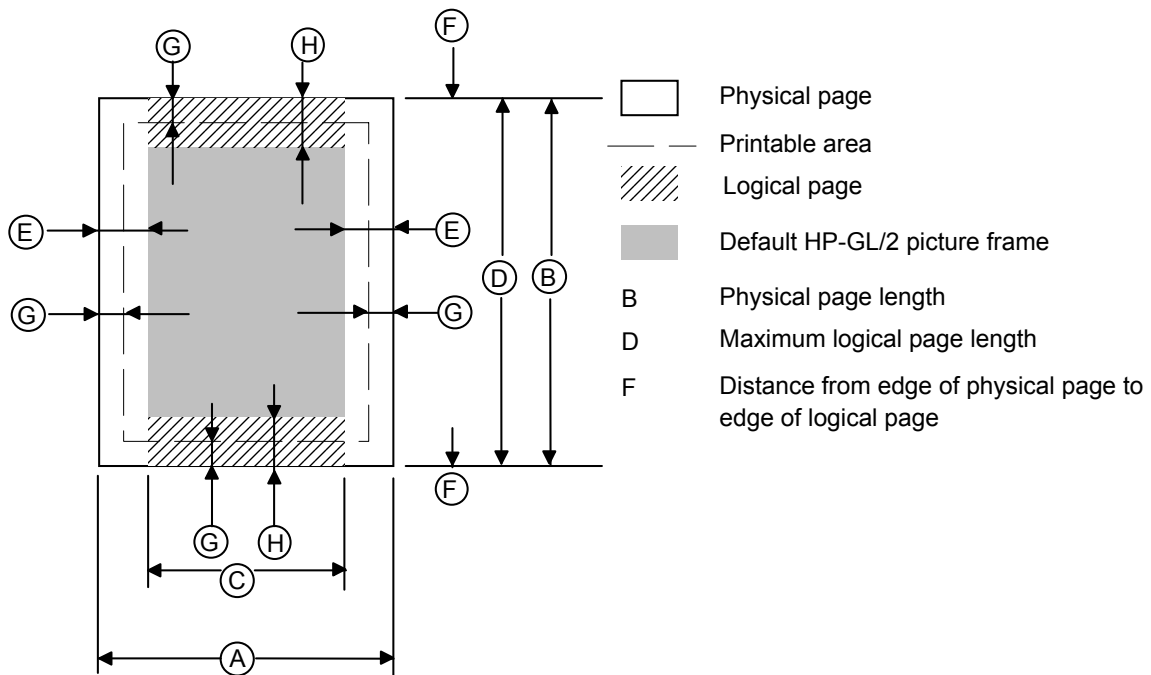 F
G
H
Physical page
Printable area
Logical page
E
E
Default HP-GL/2 picture frame
D
B
B Physical page length
G
G
D Maximum logical page length
F Distance from edge of physical page to
edge of logical page
F
G
H
C
A